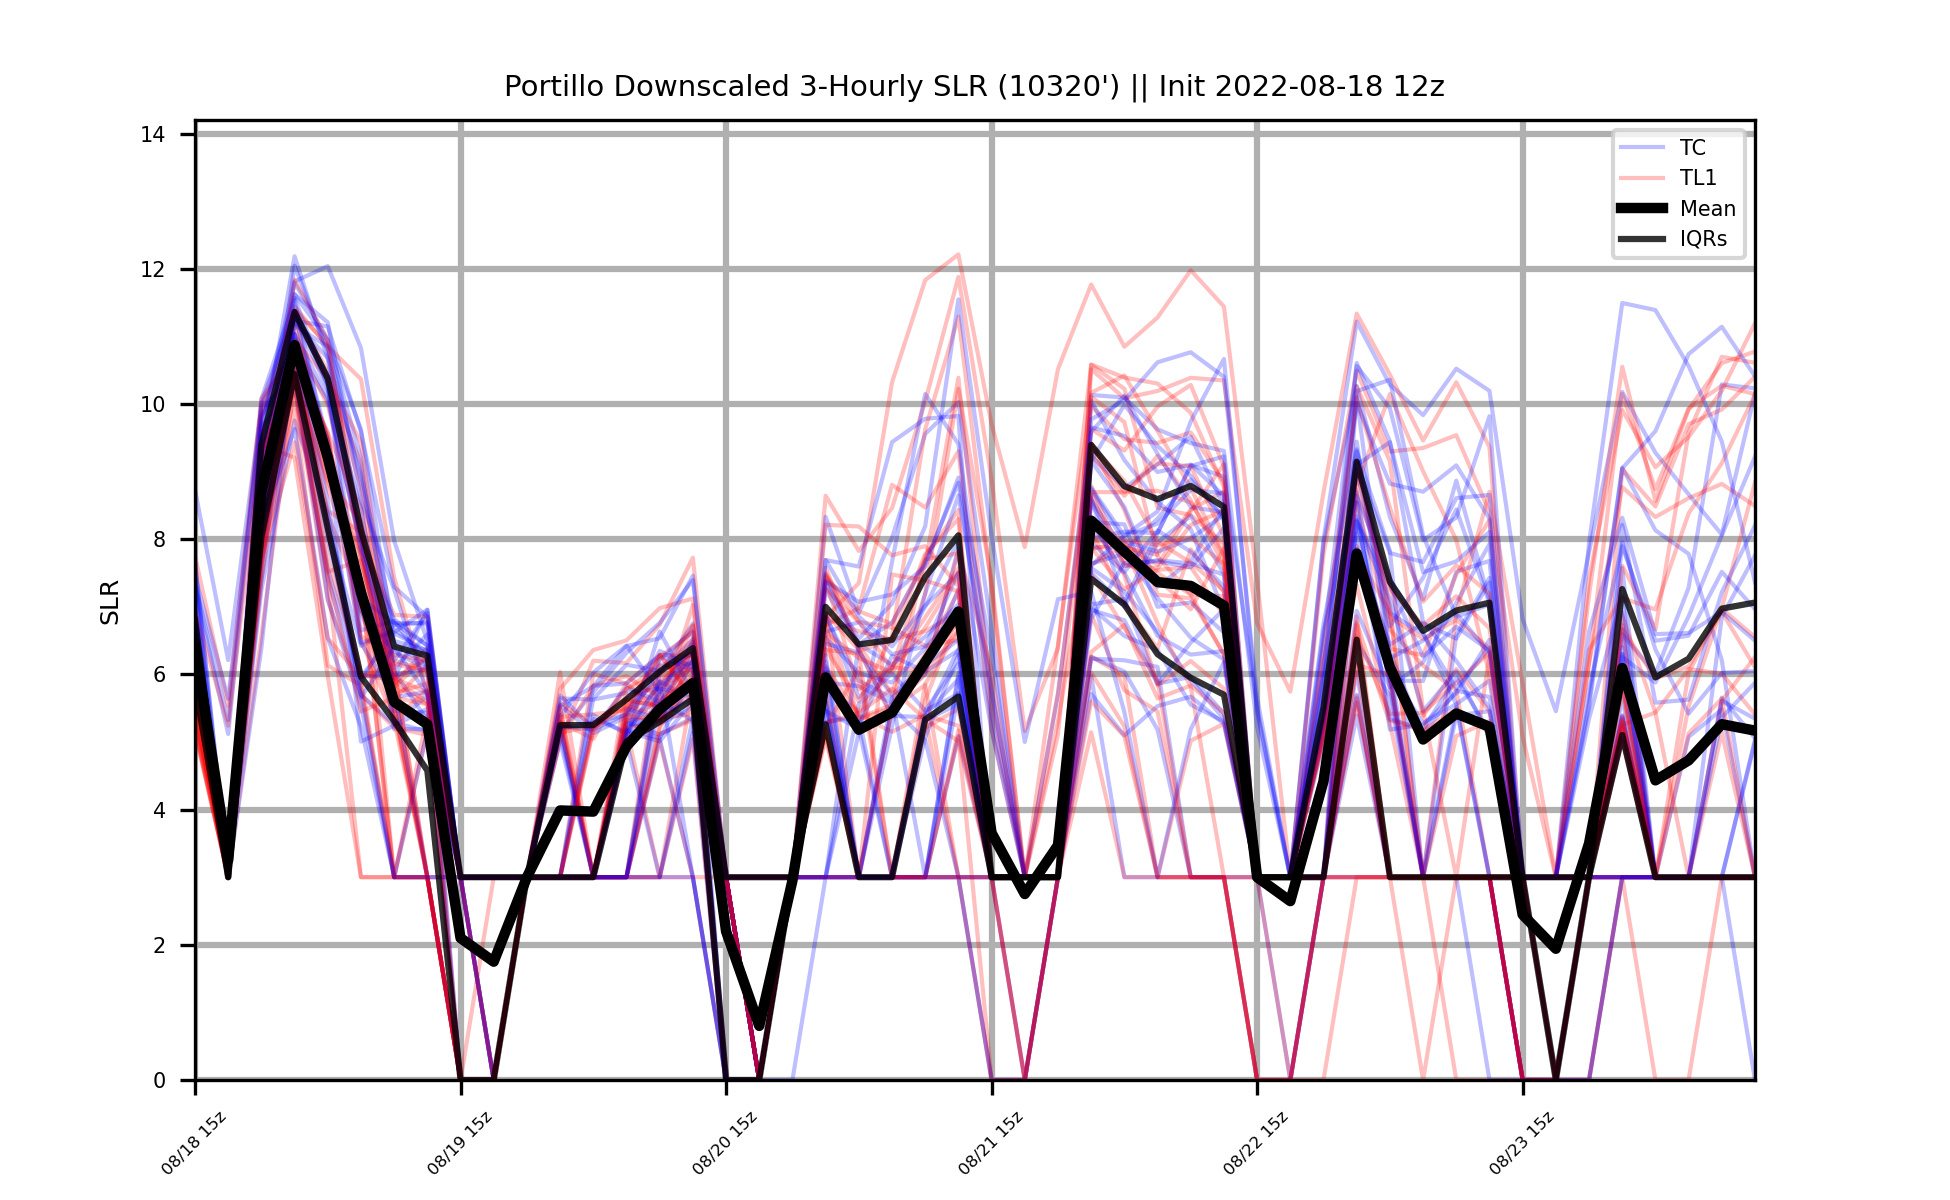 Portillo Downscaled 3-Hourly SLR (10320') || Init 2022-08-18 12z
14
12
10
8
6
4
2
0
SLR
TC
TL1
Mean
IQRs
08/18 15z
08/19 15z
08/20 15z
08/21 15z
08/22 15z
08/23 15z